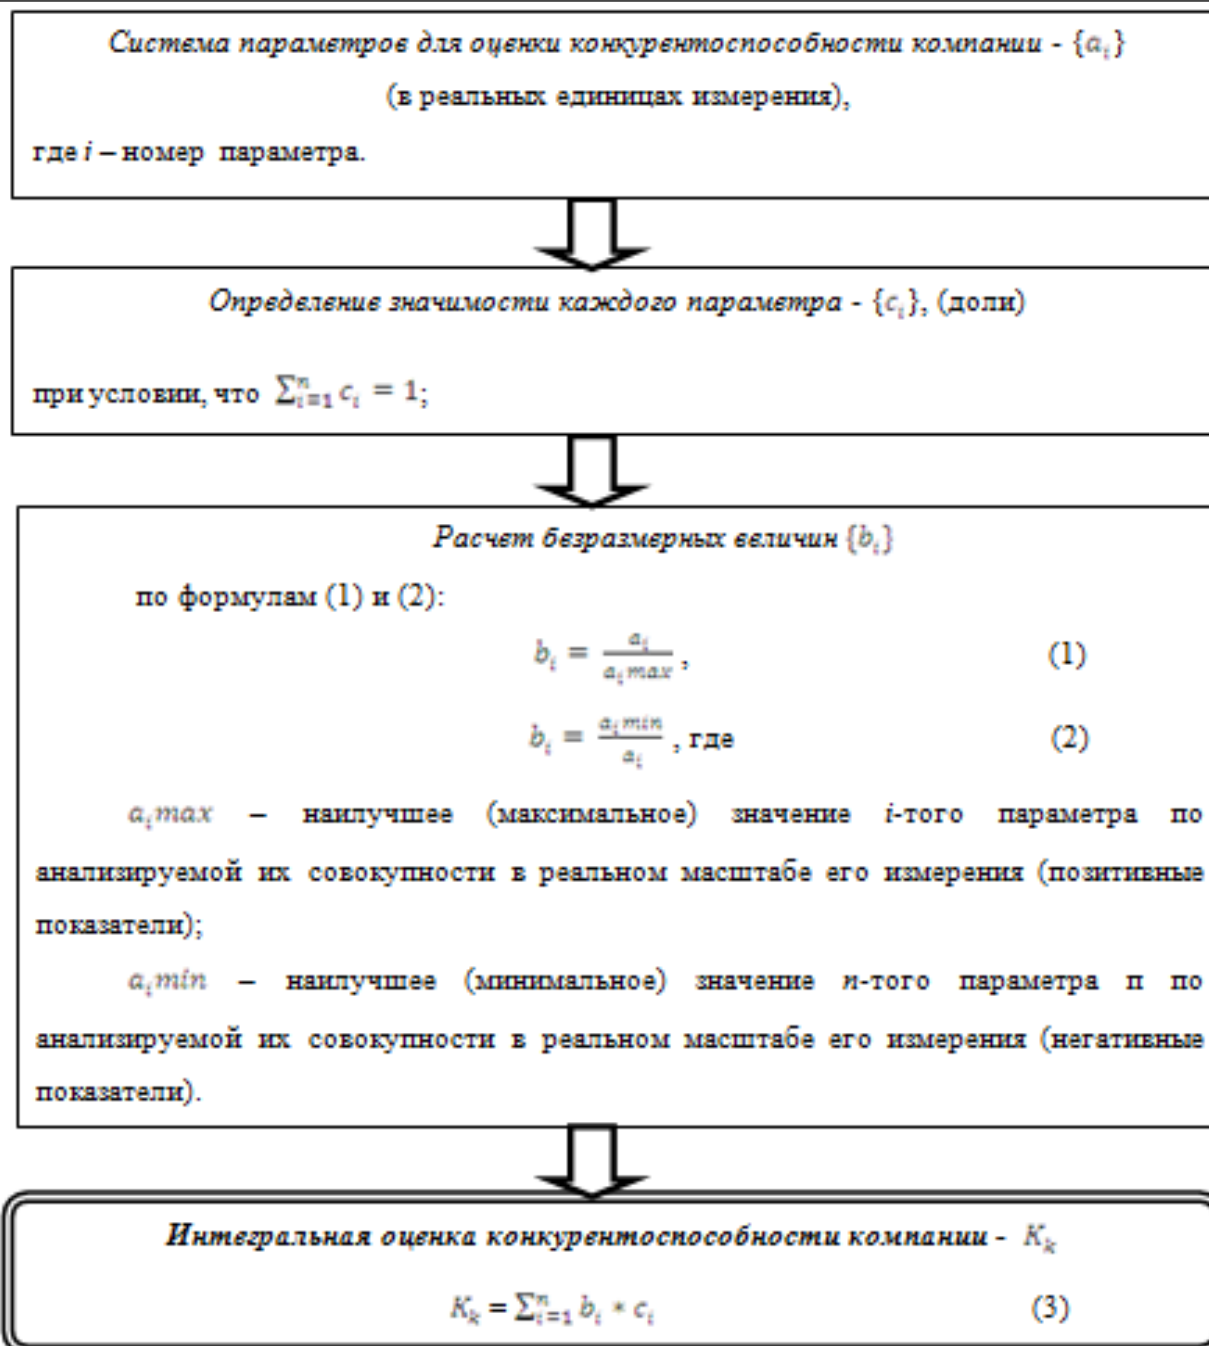 Система параметров для оценки конкурентоспособности компании - {aᵢ}
(в реальных единицах измерения),
где i – номер параметра.
Определение значимости каждого параметра - {cᵢ}, (доли)
при условии, что ∑ⁿᵢ₌₁ cᵢ = 1;
Расчет безразмерных величин {bᵢ}
по формулам (1) и (2):
bᵢ = aᵢ / aᵢmax , (1)
bᵢ = aᵢmin / aᵢ , где (2)
aᵢmax – наилучшее (максимальное) значение i-того параметра по
анализируемой их совокупности в реальном масштабе его измерения (позитивные
показатели);
aᵢmin – наилучшее (минимальное) значение n-того параметра п по
анализируемой их совокупности в реальном масштабе его измерения (негативные
показатели).
Интегральная оценка конкурентоспособности компании - Kₖ
Kₖ = ∑ⁿᵢ₌₁ bᵢ * cᵢ (3)